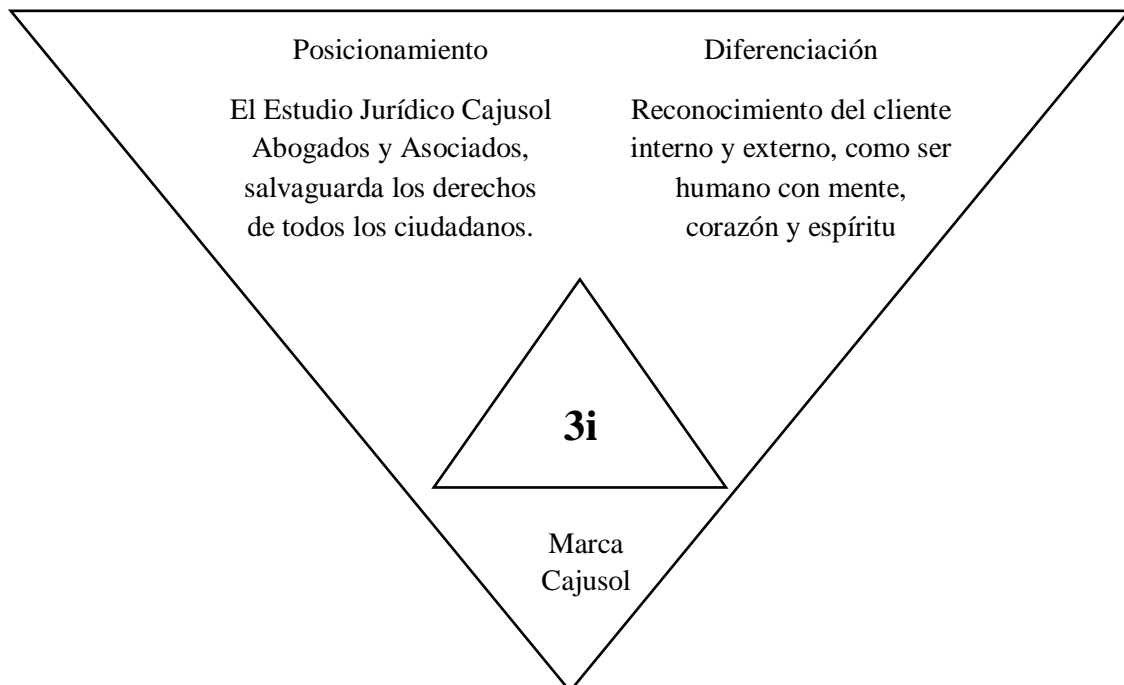 Posicionamiento
El Estudio Jurídico Cajusol
Abogados y Asociados,
salvaguarda los derechos
de todos los ciudadanos.
Diferenciación
Reconocimiento del cliente
interno y externo, como ser
humano con mente,
corazón y espíritu
3i
Marca
Cajusol